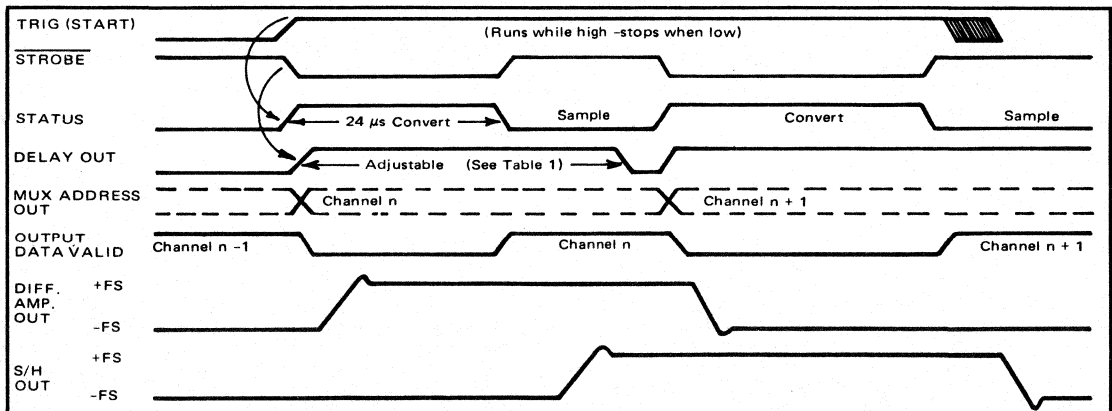 TRIG (START)
(Runs while high -stops when low)
STROBE
STATUS
24 µs Convert
Sample
Convert
Sample
DELAY OUT
Adjustable (See Table 1)
MUX ADDRESS
OUT
Channel n
Channel n + 1
OUTPUT
DATA VALID
Channel n -1
Channel n
Channel n + 1
DIFF.
AMP.
OUT
+FS
-FS
S/H
OUT
+FS
-FS